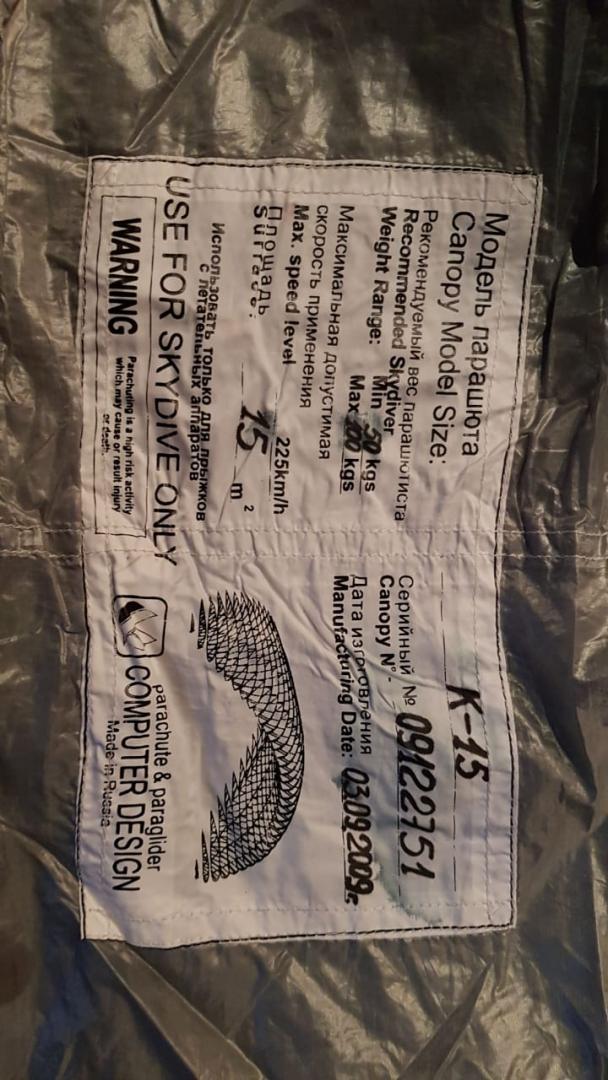 Модель парашюта
Canopy Model Size: К-15
Рекомендуемый вес парашютиста
Recommended Skydiver
Weight Range: Min 50 kgs
Max 100 kgs
Максимальная допустимая
скорость применения
Max. speed level 225km/h
Площадь
Surface: 15 m²
Использовать только для прыжков
с летательных аппаратов
USE FOR SKYDIVE ONLY
WARNING
Parachuting is a high risk activity
which may cause or result injury
or death.
Серийный №
Canopy N°- 09122751
Дата изготовления
Manufacturing Date: 03.09.2009г.
parachute & paraglider
COMPUTER DESIGN
Made in Russia